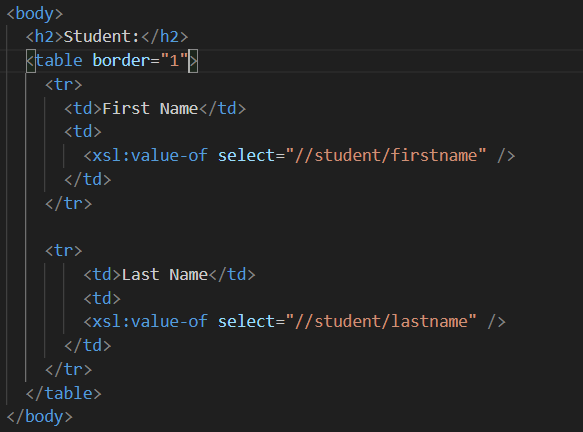 <body>
<h2>Student:</h2>
<table border="1">
<tr>
<td>First Name</td>
<td>
<xsl:value-of select="//student/firstname" />
</td>
</tr>
<tr>
<td>Last Name</td>
<td>
<xsl:value-of select="//student/lastname" />
</td>
</tr>
</table>
</body>